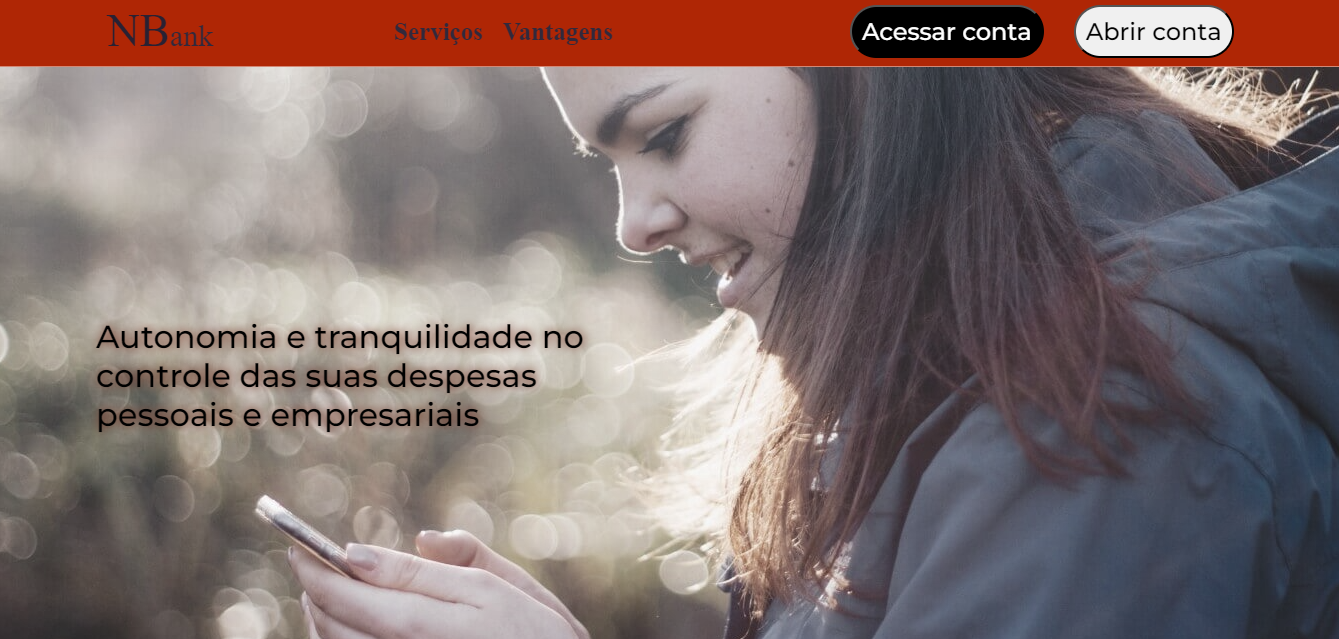 NBank
Serviços Vantagens
Acessar conta
Abrir conta
Autonomia e tranquilidade no
controle das suas despesas
pessoais e empresariais